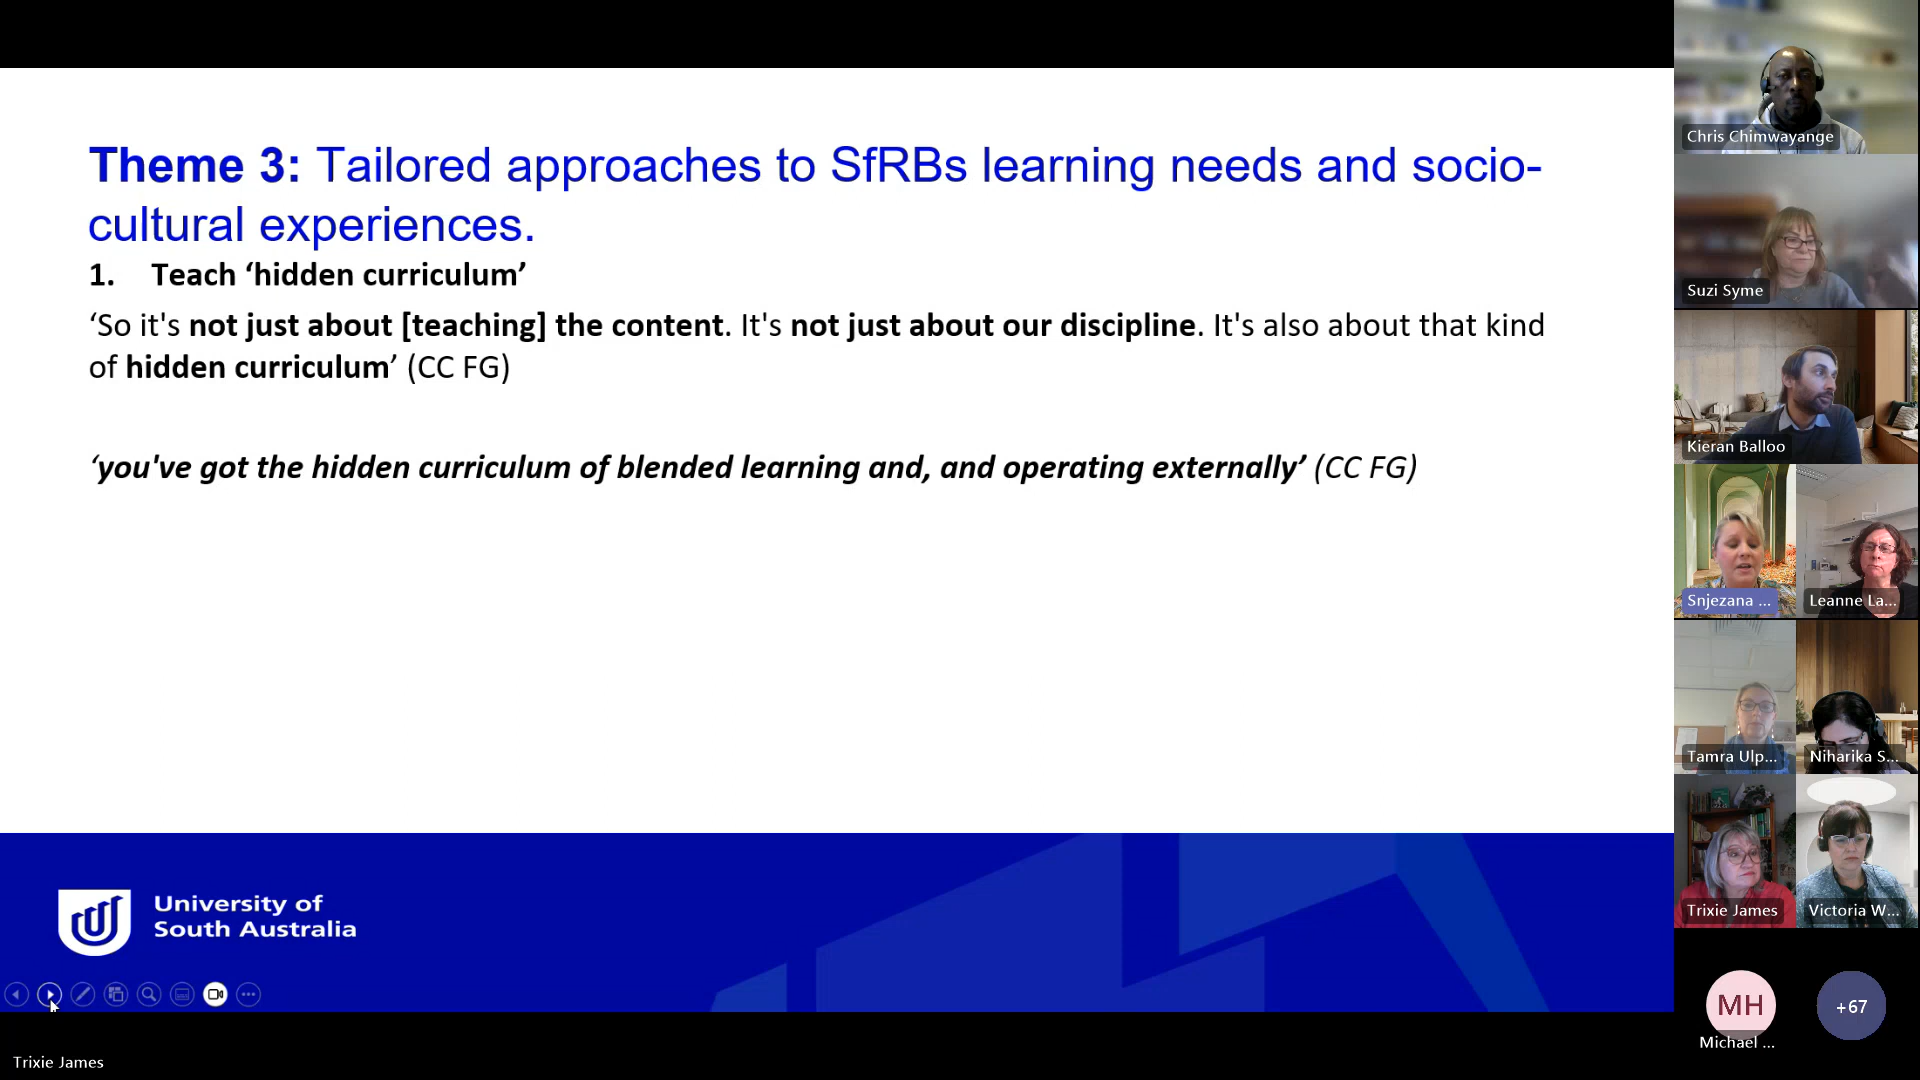 Theme 3: Tailored approaches to SfRBs learning needs and socio-
cultural experiences.
1. Teach ‘hidden curriculum’
‘So it's not just about [teaching] the content. It's not just about our discipline. It's also about that kind
of hidden curriculum’ (CC FG)
‘you've got the hidden curriculum of blended learning and, and operating externally’ (CC FG)
University of
South Australia
Trixie James
Chris Chimwayange
Suzi Syme
Kieran Balloo
Snjezana ...
Leanne La...
Tamra Ulp...
Niharika S...
Trixie James
Victoria W...
MH
+67
Michael ...